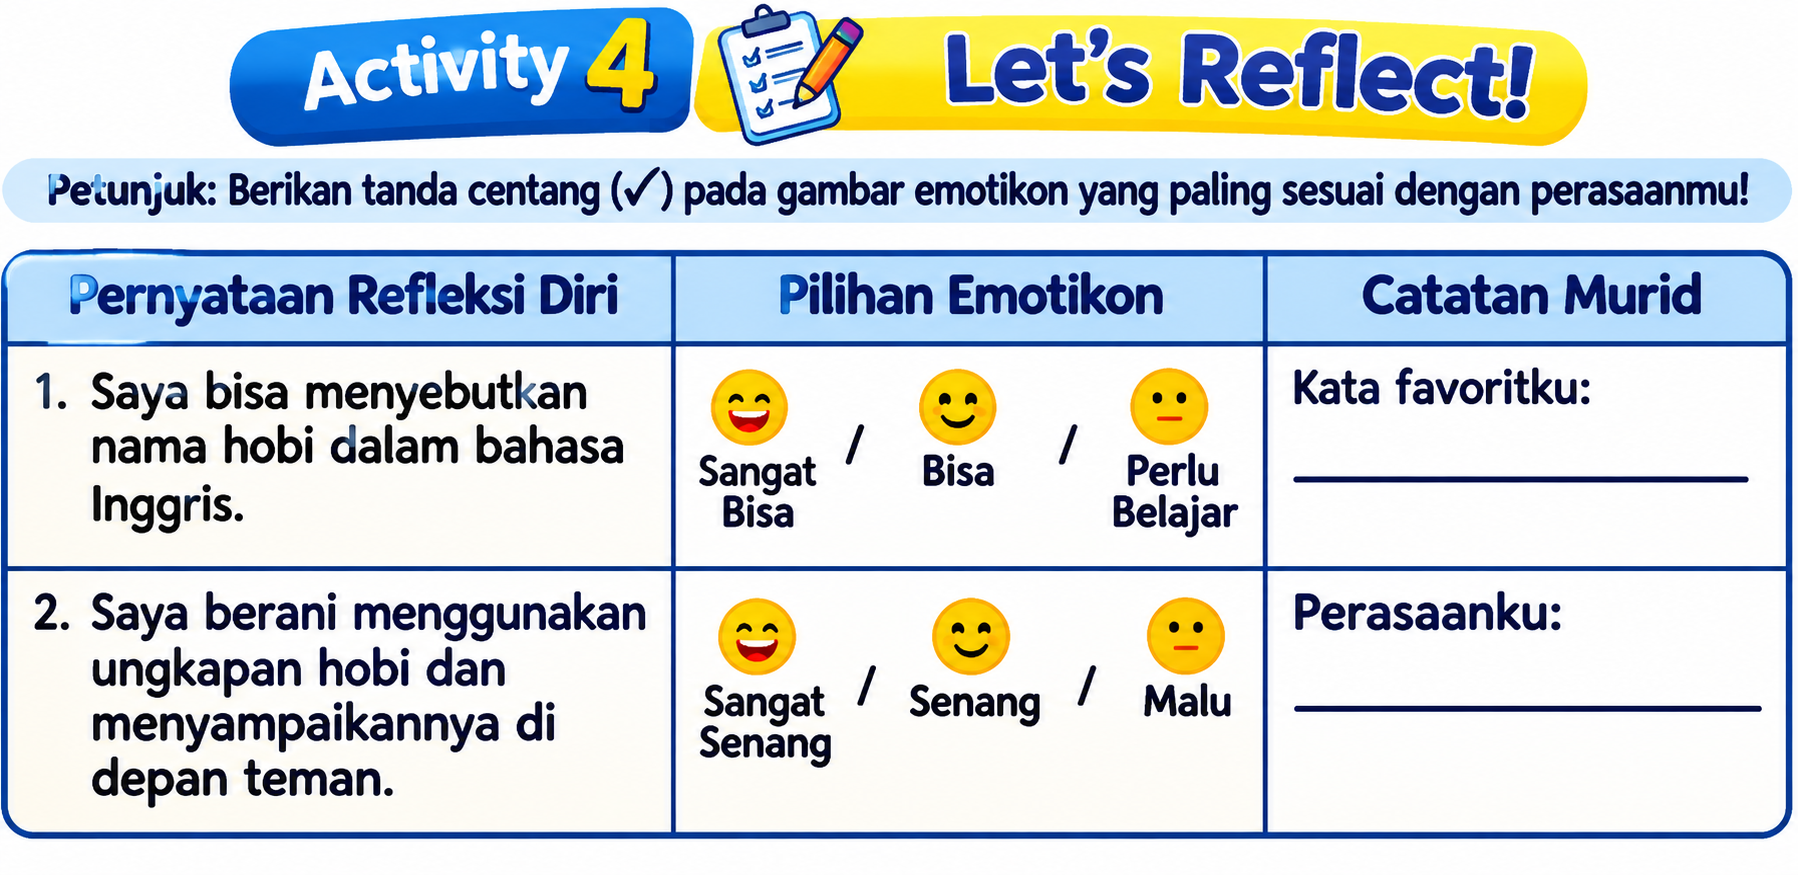 Activity 4
Let's Reflect!
Petunjuk: Berikan tanda centang (✓) pada gambar emotikon yang paling sesuai dengan perasaanmu!
Pernyataan Refleksi Diri
Pilihan Emotikon
Catatan Murid
1. Saya bisa menyebutkan
nama hobi dalam bahasa
Inggris.
Sangat
Bisa
/
Bisa
/
Perlu
Belajar
Kata favoritku:
2. Saya berani menggunakan
ungkapan hobi dan
menyampaikannya di
depan teman.
Sangat
Senang
/
Senang
/
Malu
Perasaanku: